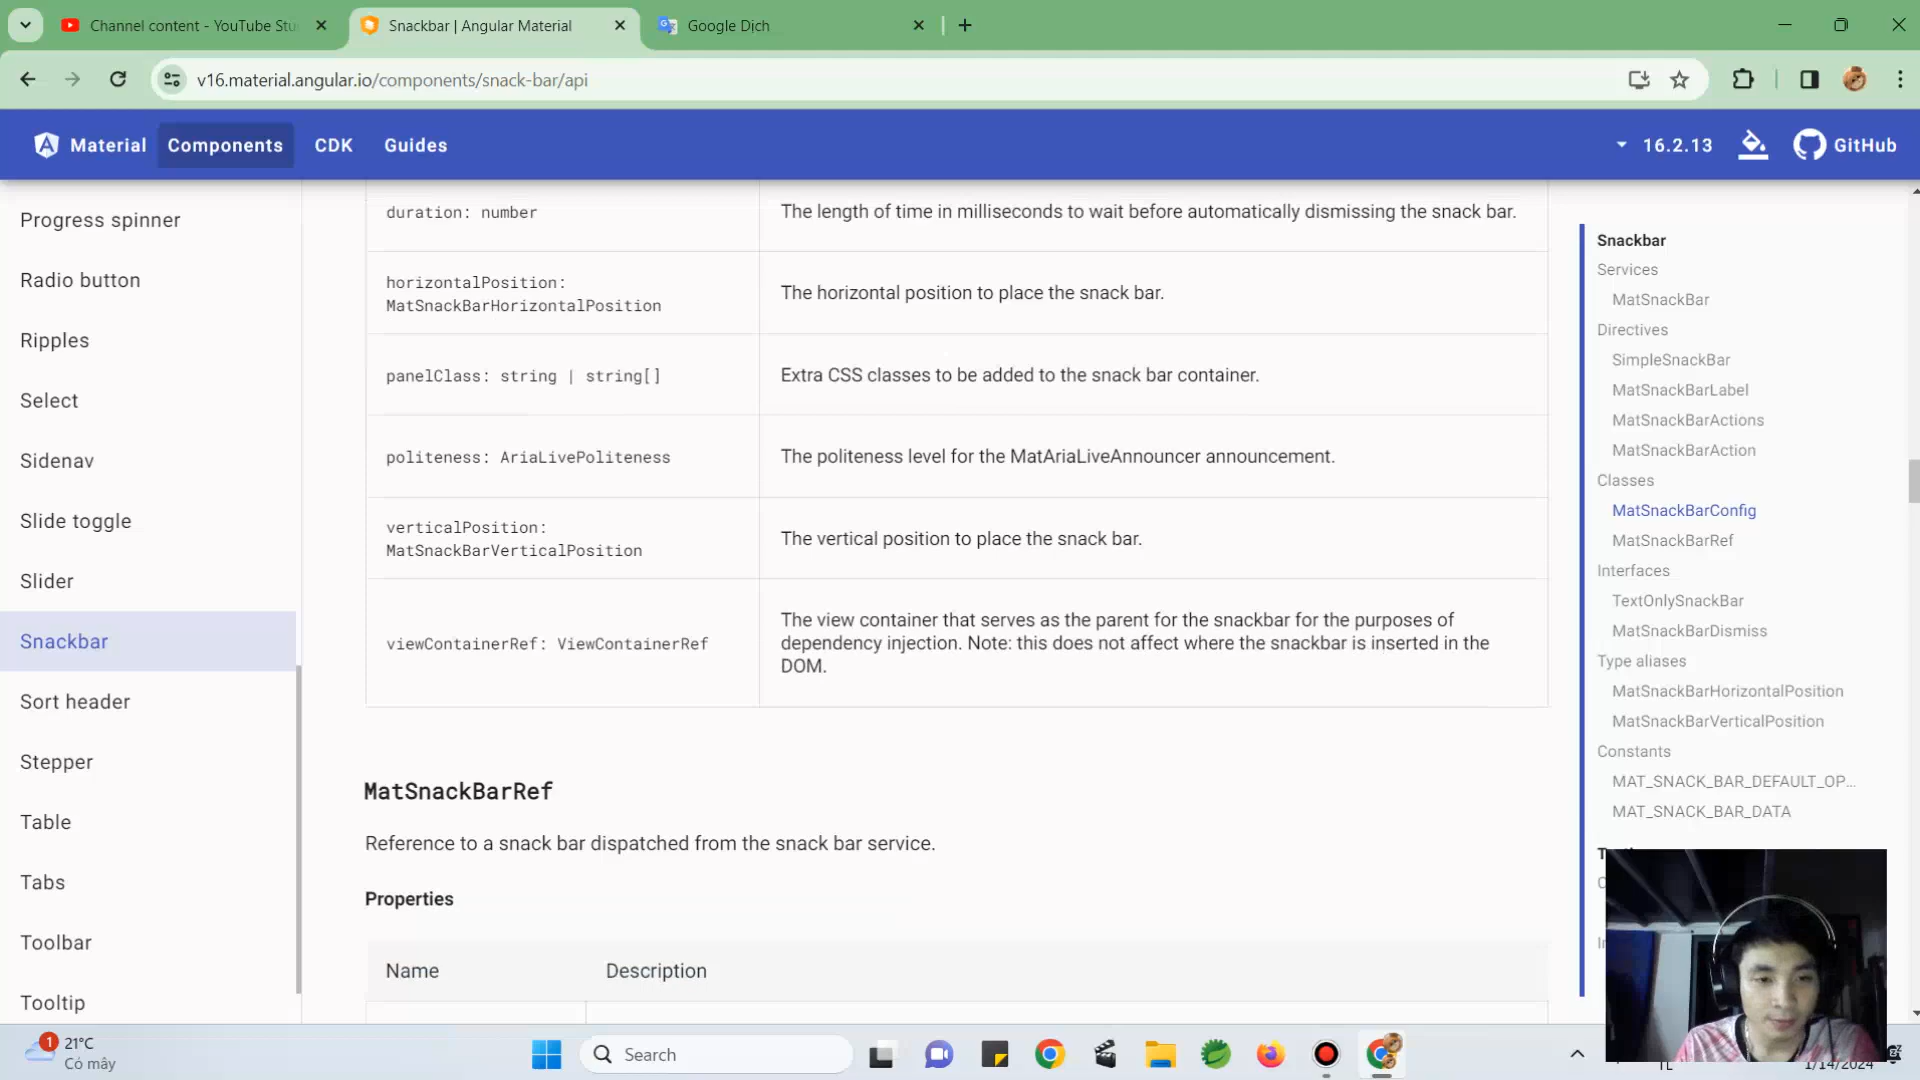 Channel content - YouTube Stu
Snackbar | Angular Material
Google Dịch
v16.material.angular.io/components/snack-bar/api
Material
Components
CDK
Guides
16.2.13
GitHub
Progress spinner
Radio button
Ripples
Select
Sidenav
Slide toggle
Slider
Snackbar
Sort header
Stepper
Table
Tabs
Toolbar
Tooltip
duration: number
The length of time in milliseconds to wait before automatically dismissing the snack bar.
horizontalPosition:
MatSnackBarHorizontalPosition
The horizontal position to place the snack bar.
panelClass: string | string[]
Extra CSS classes to be added to the snack bar container.
politeness: AriaLivePoliteness
The politeness level for the MatAriaLiveAnnouncer announcement.
verticalPosition:
MatSnackBarVerticalPosition
The vertical position to place the snack bar.
viewContainerRef: ViewContainerRef
The view container that serves as the parent for the snackbar for the purposes of
dependency injection. Note: this does not affect where the snackbar is inserted in the
DOM.
MatSnackBarRef
Reference to a snack bar dispatched from the snack bar service.
Properties
Name
Description
Snackbar
Services
MatSnackBar
Directives
SimpleSnackBar
MatSnackBarLabel
MatSnackBarActions
MatSnackBarAction
Classes
MatSnackBarConfig
MatSnackBarRef
Interfaces
TextOnlySnackBar
MatSnackBarDismiss
Type aliases
MatSnackBarHorizontalPosition
MatSnackBarVerticalPosition
Constants
MAT_SNACK_BAR_DEFAULT_OP...
MAT_SNACK_BAR_DATA
1
21°C
Có mây
Search
1/14/2024